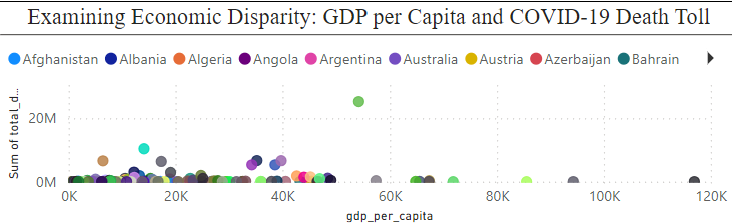 Examining Economic Disparity: GDP per Capita and COVID-19 Death Toll
Afghanistan Albania Algeria Angola Argentina Australia Austria Azerbaijan Bahrain
Sum of total_d...
20M
0M
0K 20K 40K 60K 80K 100K 120K
gdp_per_capita